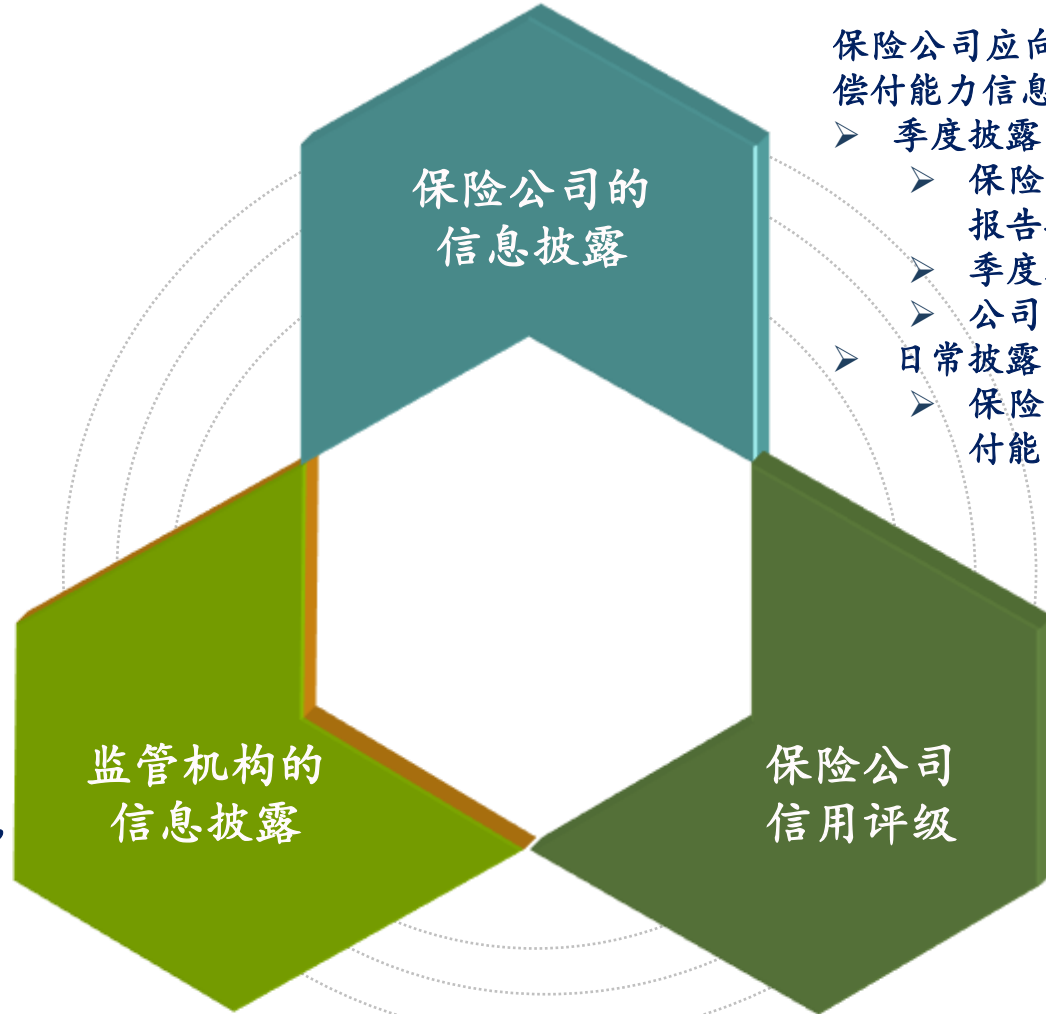 保险公司的
信息披露
保险公司应向
偿付能力信息
➢ 季度披露
➢ 保险
报告
➢ 季度
➢ 公司
➢ 日常披露
➢ 保险
付能
监管机构的
信息披露
，
保险公司
信用评级